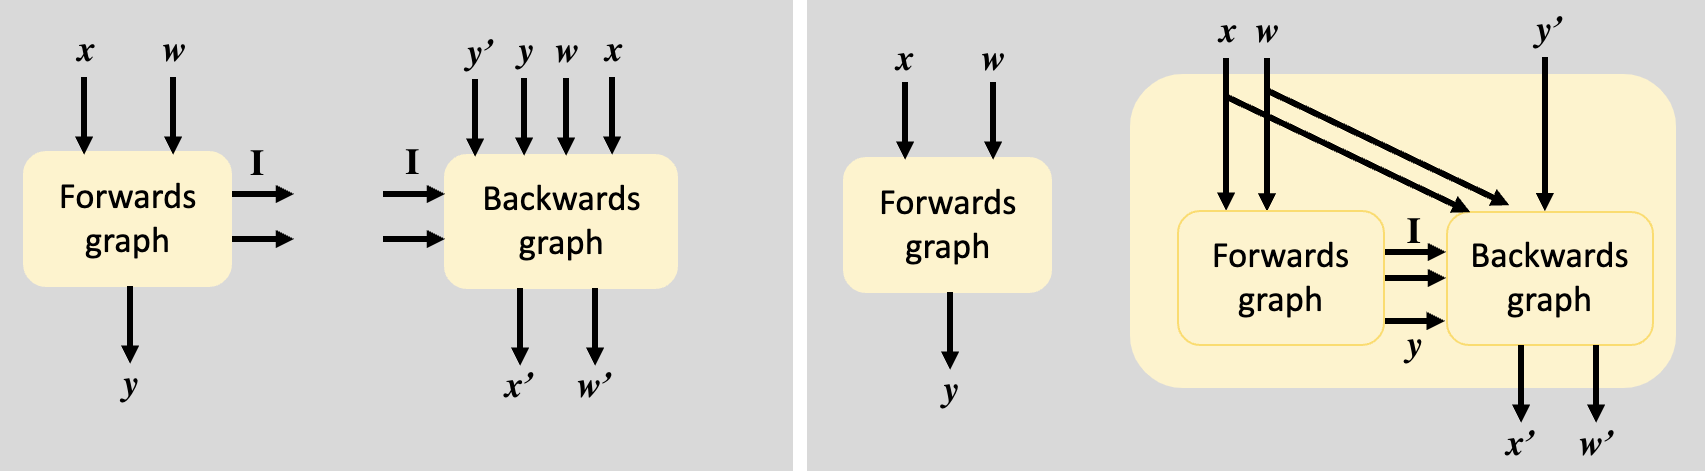 x w
Forwards
graph
I
y
y’ y w x
I
Backwards
graph
x’ w’
x w
Forwards
graph
y
x w y’
Forwards
graph
I
y
Backwards
graph
x’ w’